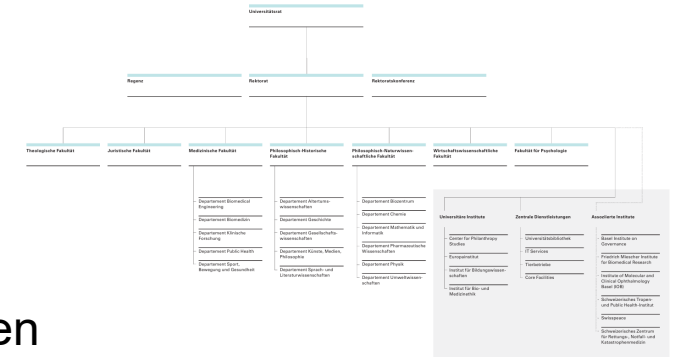 Universitätsrat
Regenz
Rektorat
Rektoratskonferenz
Theologische Fakultät
Juristische Fakultät
Medizinische Fakultät
Philosophisch-Historische
Fakultät
Philosophisch-Naturwissen-
schaftliche Fakultät
Wirtschaftswissenschaftliche
Fakultät
Fakultät für Psychologie
Departement Biomedical
Engineering
Departement Biomedizin
Departement Klinische
Forschung
Departement Public Health
Departement Sport,
Bewegung und Gesundheit
Departement Altertums-
wissenschaften
Departement Geschichte
Departement Gesellschafts-
wissenschaften
Departement Künste, Medien,
Philosophie
Departement Sprach- und
Literaturwissenschaften
Departement Biozentrum
Departement Chemie
Departement Mathematik und
Informatik
Departement Pharmazeutische
Wissenschaften
Departement Physik
Departement Umweltwissen-
schaften
Universitäre Institute
Center for Philanthropy
Studies
Europainstitut
Institut für Bildungswissen-
schaften
Institut für Bio- und
Medizinethik
Zentrale Dienstleistungen
Universitätsbibliothek
IT Services
Tierbetriebe
Core Facilities
Assoziierte Institute
Basel Institute on
Governance
Friedrich Miescher Institute
for Biomedical Research
Institute of Molecular and
Clinical Ophthalmology
Basel (IOB)
Schweizerisches Tropen-
und Public Health-Institut
Swisspeace
Schweizerisches Zentrum
für Rettungs-, Notfall- und
Katastrophenmedizin
en